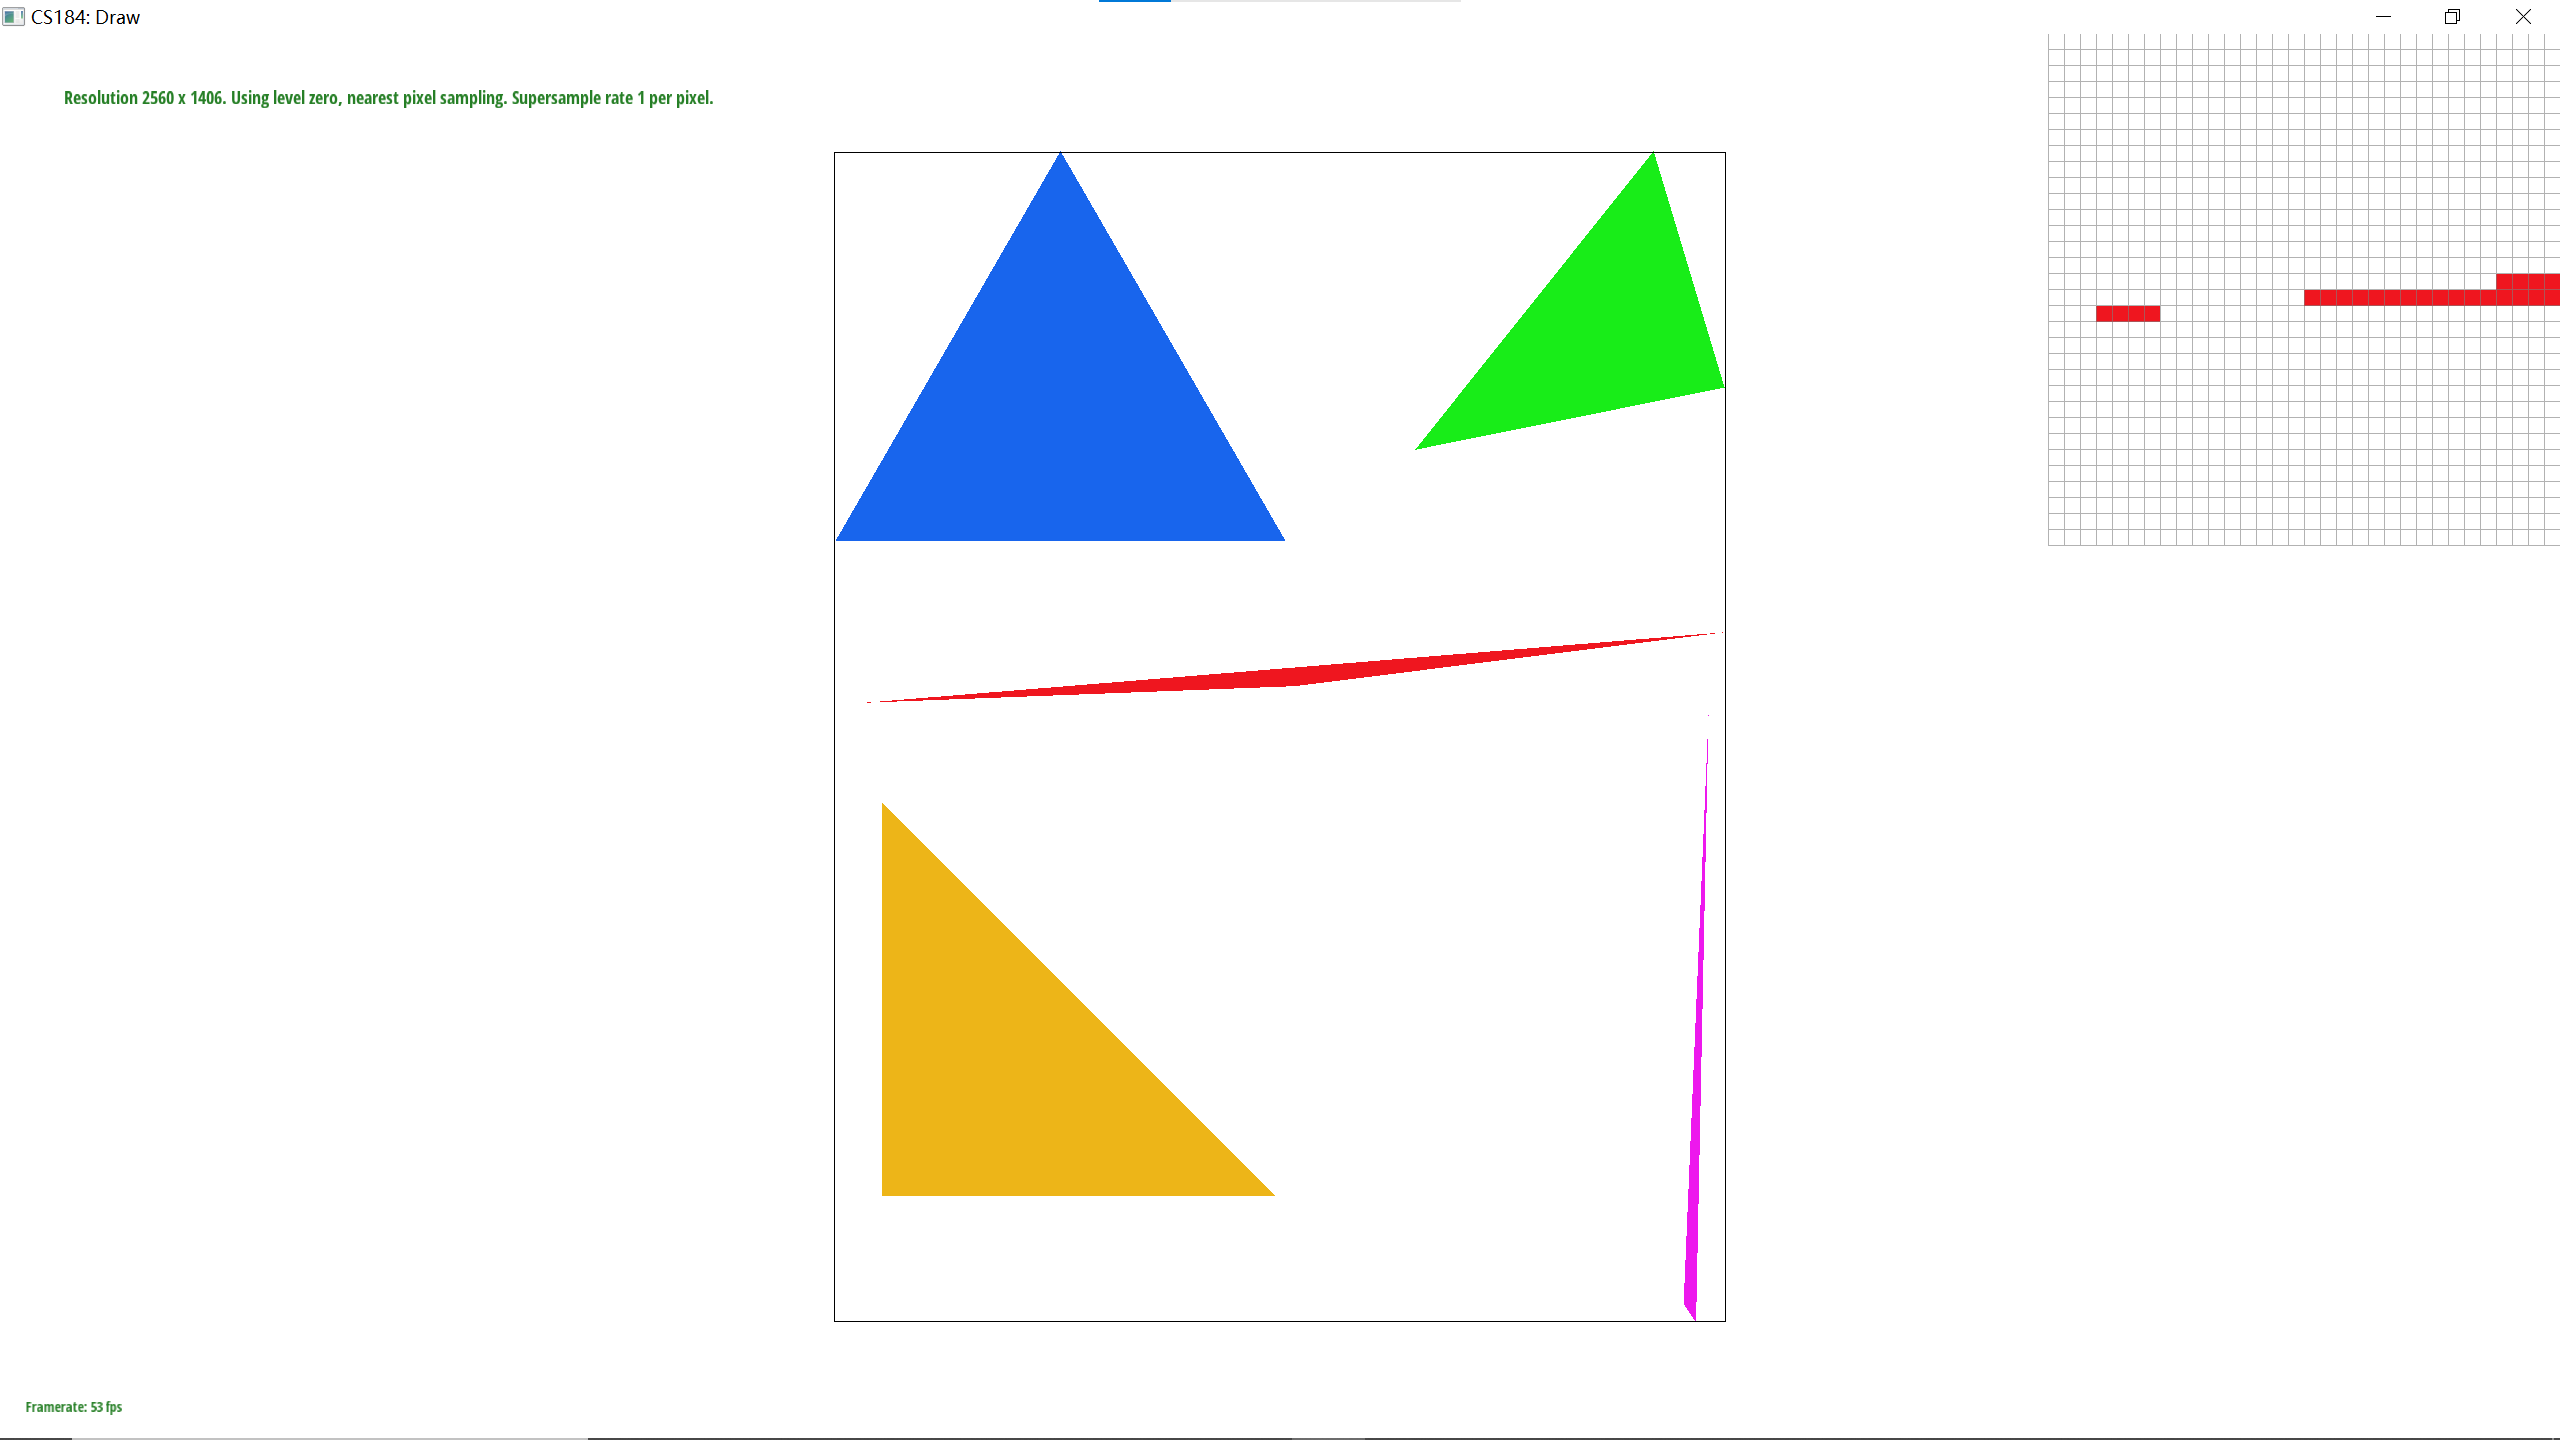 CS184: Draw
Resolution 2560 x 1406. Using level zero, nearest pixel sampling. Supersample rate 1 per pixel.
Framerate: 53 fps